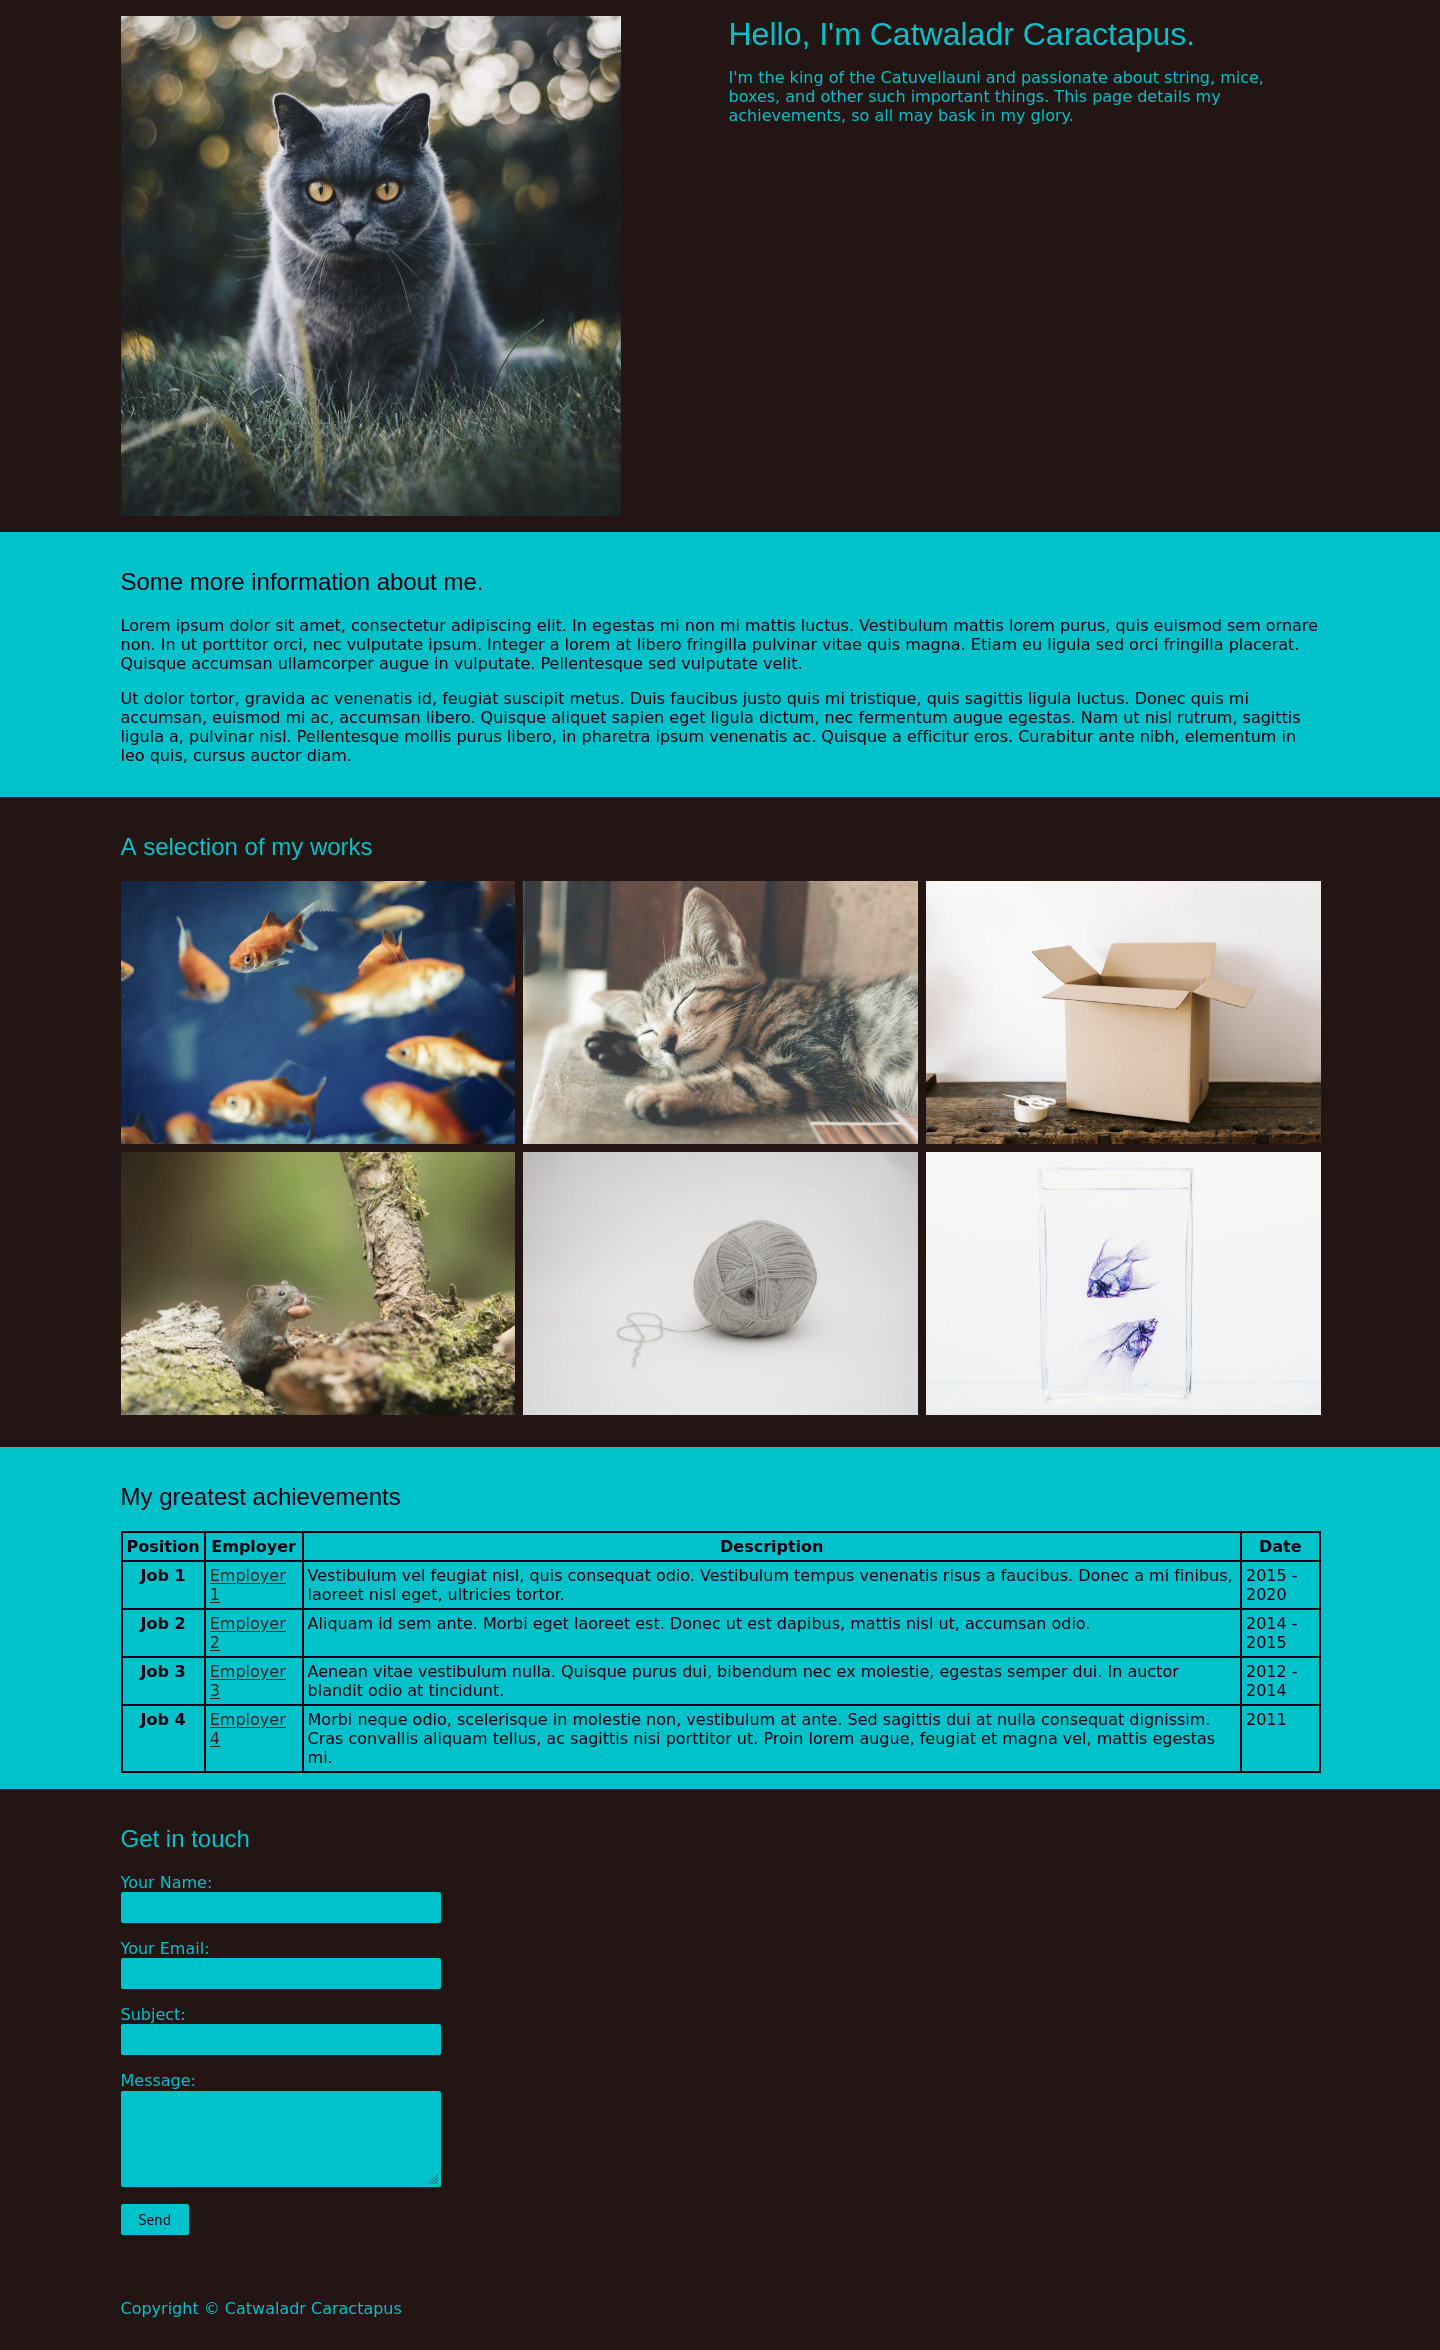 Hello, I'm Catwaladr Caractapus.
I'm the king of the Catuvellauni and passionate about string, mice,
boxes, and other such important things. This page details my
achievements, so all may bask in my glory.
Some more information about me.
Lorem ipsum dolor sit amet, consectetur adipiscing elit. In egestas mi non mi mattis luctus. Vestibulum mattis lorem purus, quis euismod sem ornare
non. In ut porttitor orci, nec vulputate ipsum. Integer a lorem at libero fringilla pulvinar vitae quis magna. Etiam eu ligula sed orci fringilla placerat.
Quisque accumsan ullamcorper augue in vulputate. Pellentesque sed vulputate velit.
Ut dolor tortor, gravida ac venenatis id, feugiat suscipit metus. Duis faucibus justo quis mi tristique, quis sagittis ligula luctus. Donec quis mi
accumsan, euismod mi ac, accumsan libero. Quisque aliquet sapien eget ligula dictum, nec fermentum augue egestas. Nam ut nisl rutrum, sagittis
ligula a, pulvinar nisl. Pellentesque mollis purus libero, in pharetra ipsum venenatis ac. Quisque a efficitur eros. Curabitur ante nibh, elementum in
leo quis, cursus auctor diam.
A selection of my works
My greatest achievements
Position Employer Description Date
Job 1 Employer Vestibulum vel feugiat nisl, quis consequat odio. Vestibulum tempus venenatis risus a faucibus. Donec a mi finibus, 2015 -
1 laoreet nisl eget, ultricies tortor. 2020
Job 2 Employer Aliquam id sem ante. Morbi eget laoreet est. Donec ut est dapibus, mattis nisl ut, accumsan odio. 2014 -
2 2015
Job 3 Employer Aenean vitae vestibulum nulla. Quisque purus dui, bibendum nec ex molestie, egestas semper dui. In auctor 2012 -
3 blandit odio at tincidunt. 2014
Job 4 Employer Morbi neque odio, scelerisque in molestie non, vestibulum at ante. Sed sagittis dui at nulla consequat dignissim. 2011
4 Cras convallis aliquam tellus, ac sagittis nisi porttitor ut. Proin lorem augue, feugiat et magna vel, mattis egestas
mi.
Get in touch
Your Name:
Your Email:
Subject:
Message:
Send
Copyright © Catwaladr Caractapus